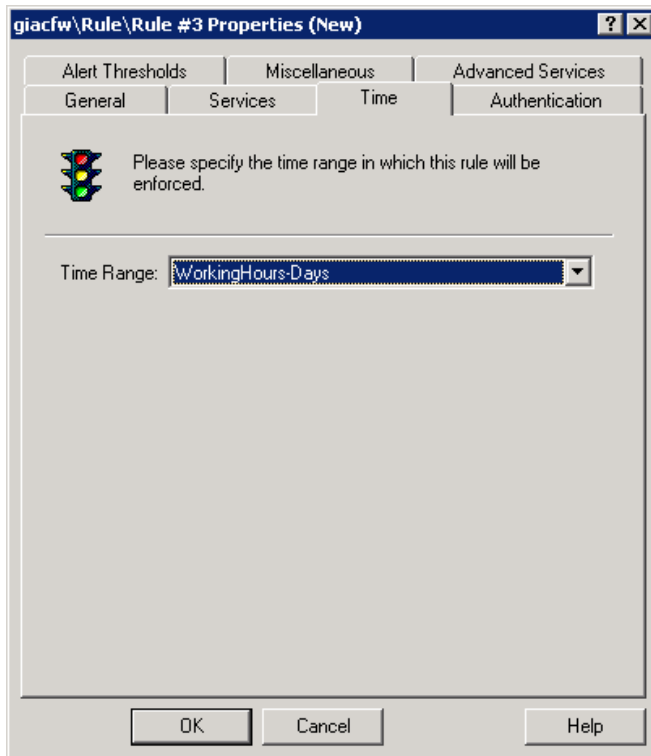 giacfw\Rule\Rule #3 Properties (New)
Alert Thresholds Miscellaneous Advanced Services
General Services Time Authentication
Please specify the time range in which this rule will be
enforced.
Time Range: WorkingHours-Days
OK Cancel Help